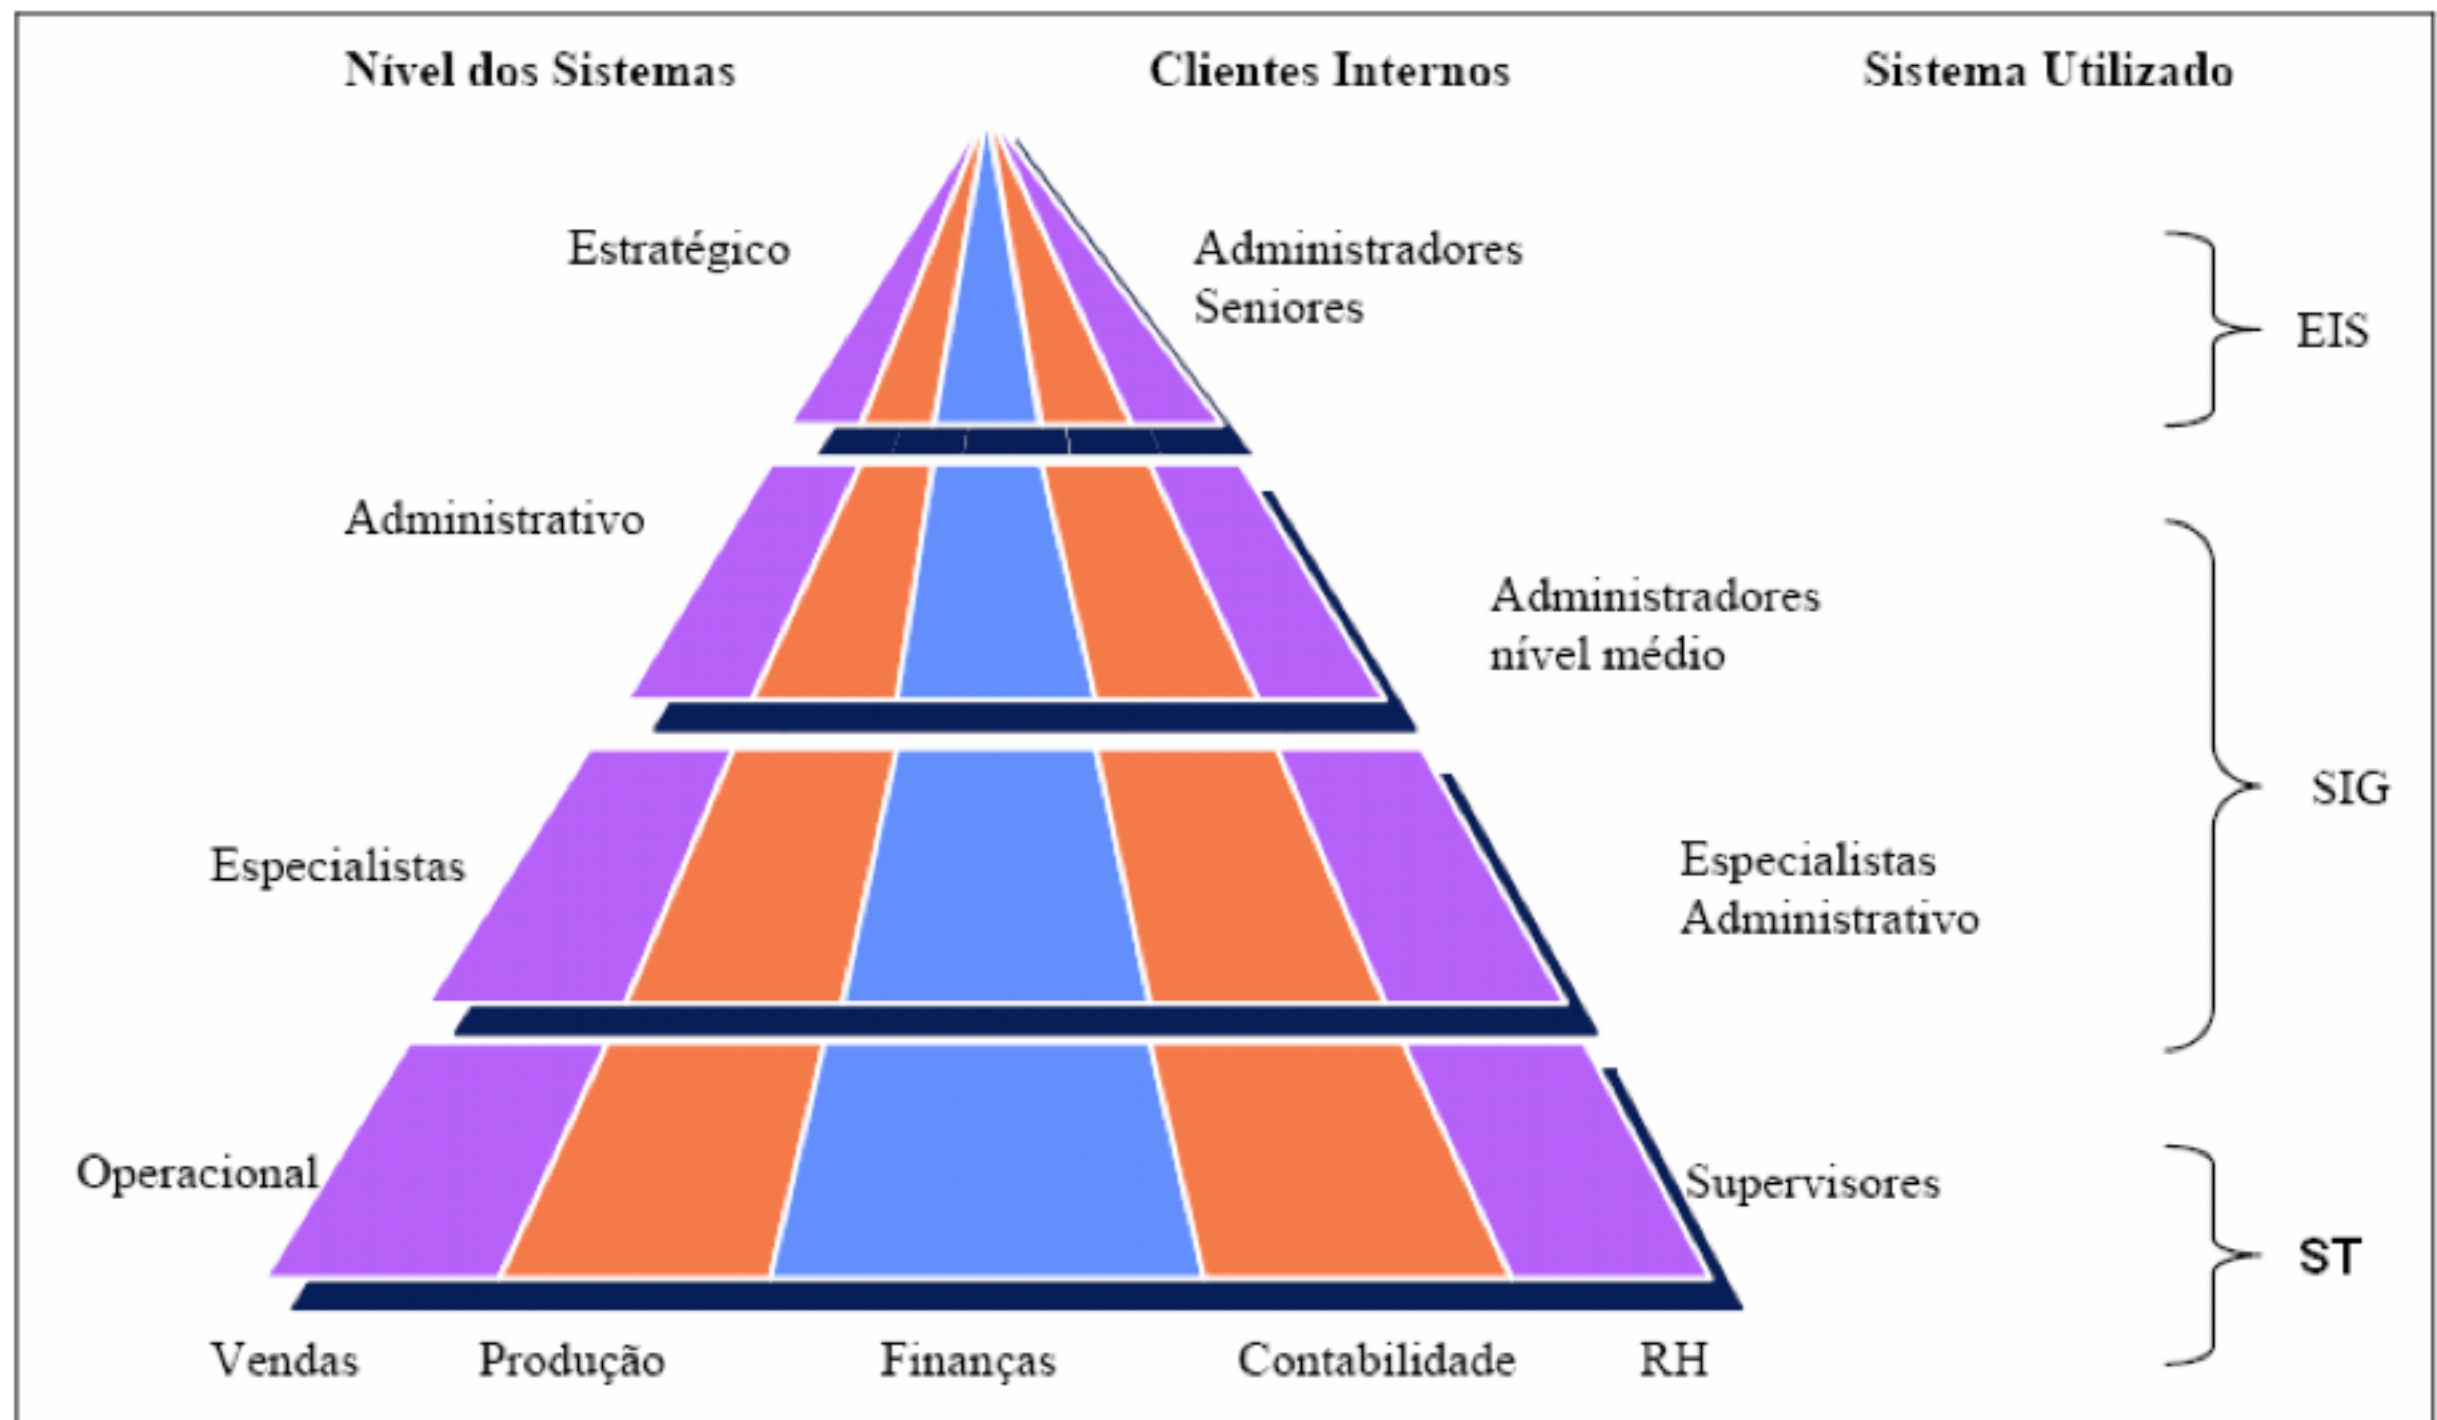 Nível dos Sistemas
Clientes Internos
Sistema Utilizado
Estratégico
Administradores
Seniores
EIS
Administrativo
Administradores
nível médio
SIG
Especialistas
Especialistas
Administrativo
Operacional
Supervisores
ST
Vendas
Produção
Finanças
Contabilidade
RH